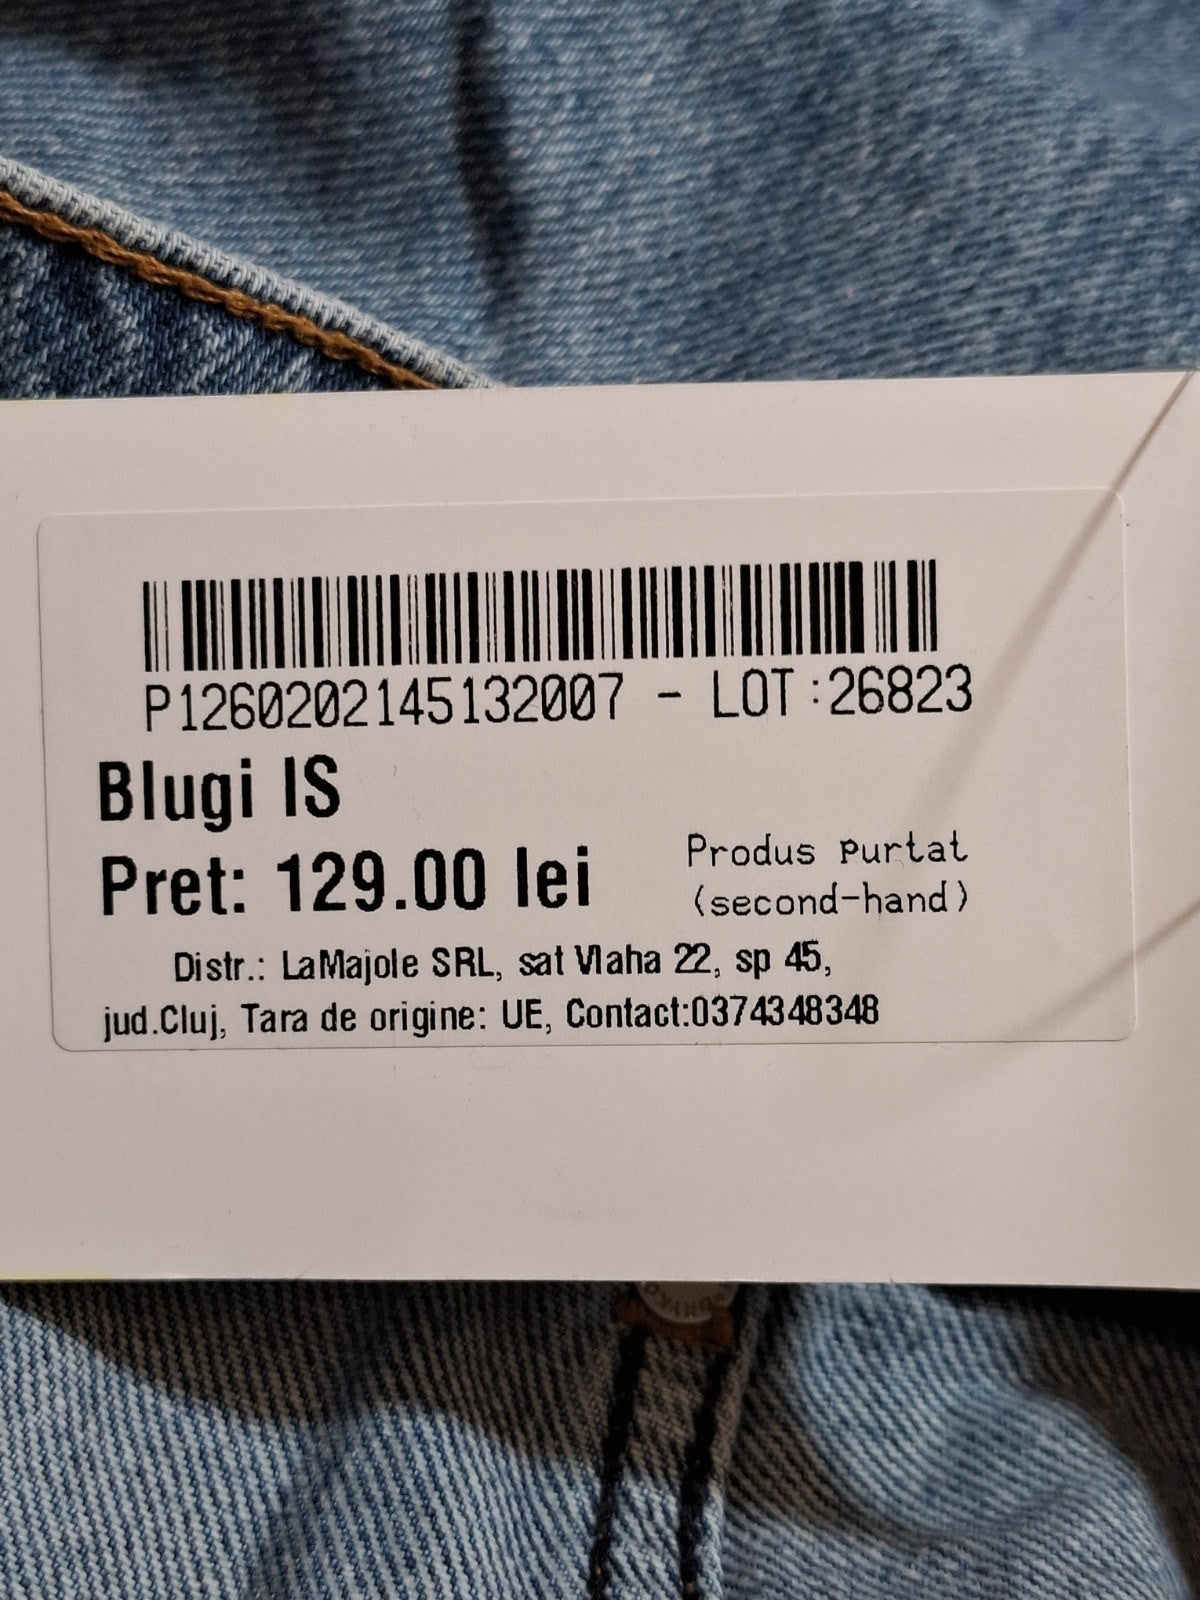 P1260202145132007 - LOT:26823
Blugi IS
Pret: 129.00 lei
Produs purtat
(second-hand)
Distr.: LaMajole SRL, sat Vlaha 22, sp 45,
jud.Cluj, Tara de origine: UE, Contact:0374348348